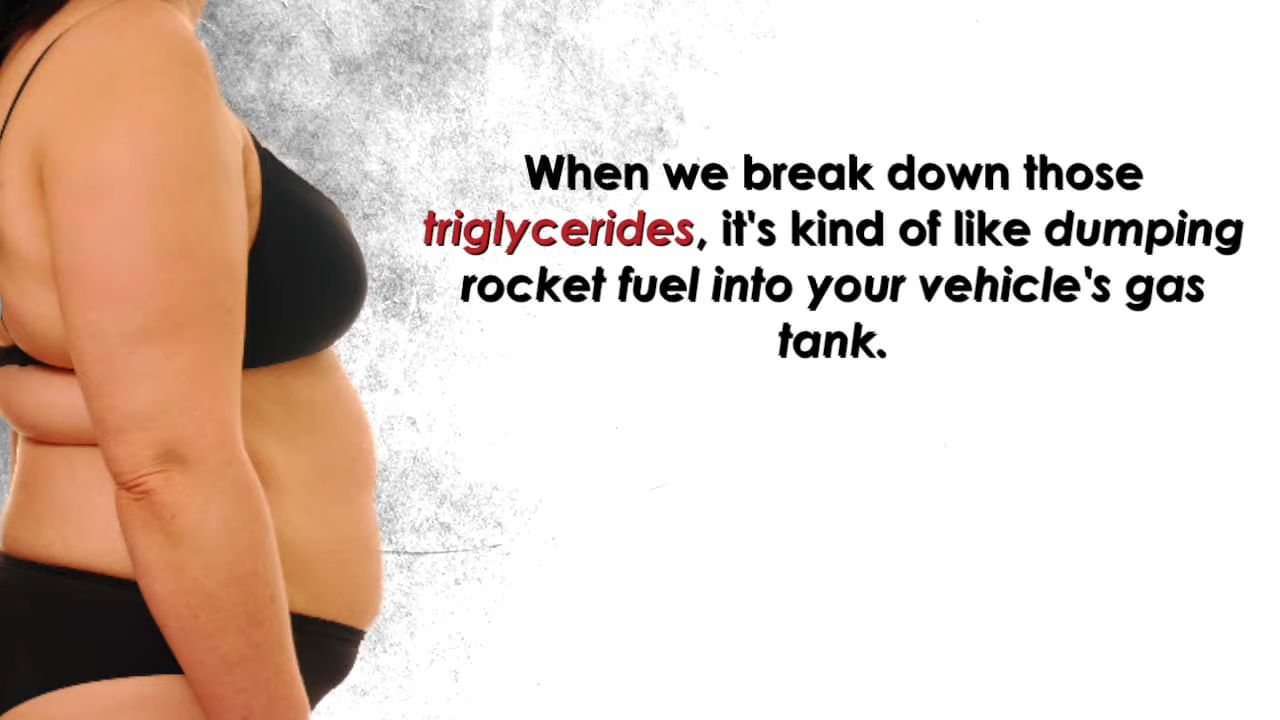 When we break down those
triglycerides, it's kind of like dumping
rocket fuel into your vehicle's gas
tank.